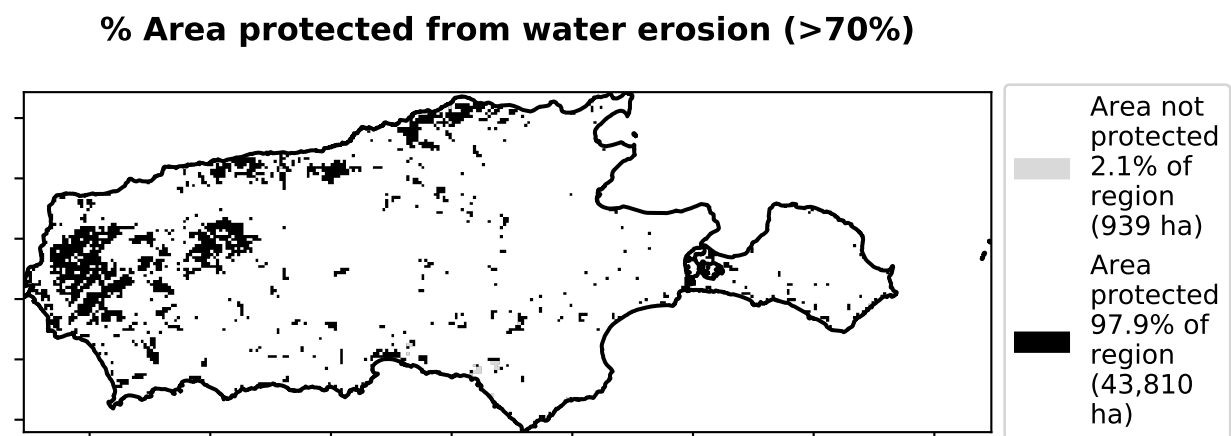 % Area protected from water erosion (>70%)
Area not
protected
2.1% of
region
(939 ha)
Area
protected
97.9% of
region
(43,810
ha)